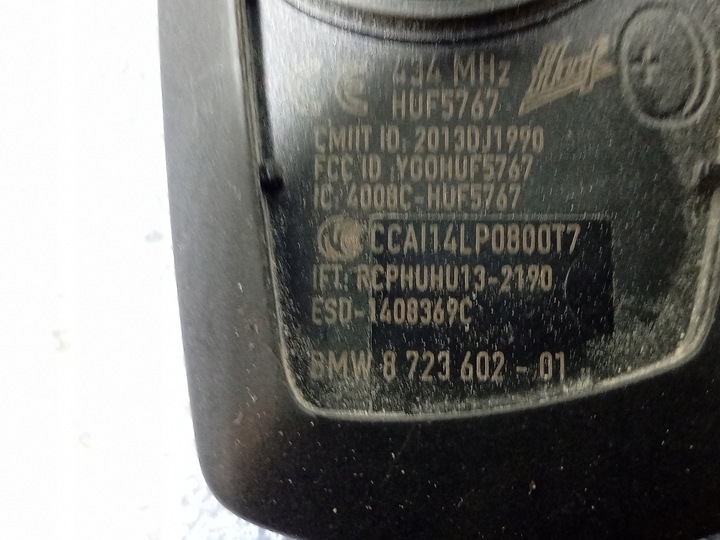 434 MHz Huf
HUF5767
CMIIT ID: 2013DJ1990
FCC ID :YGOHUF5767
IC: 4008C-HUF5767
CCAI14LP0800T7
IFT: RCPHUHU13-2190
ESD-1408369C
BMW 8 723 602 - 01